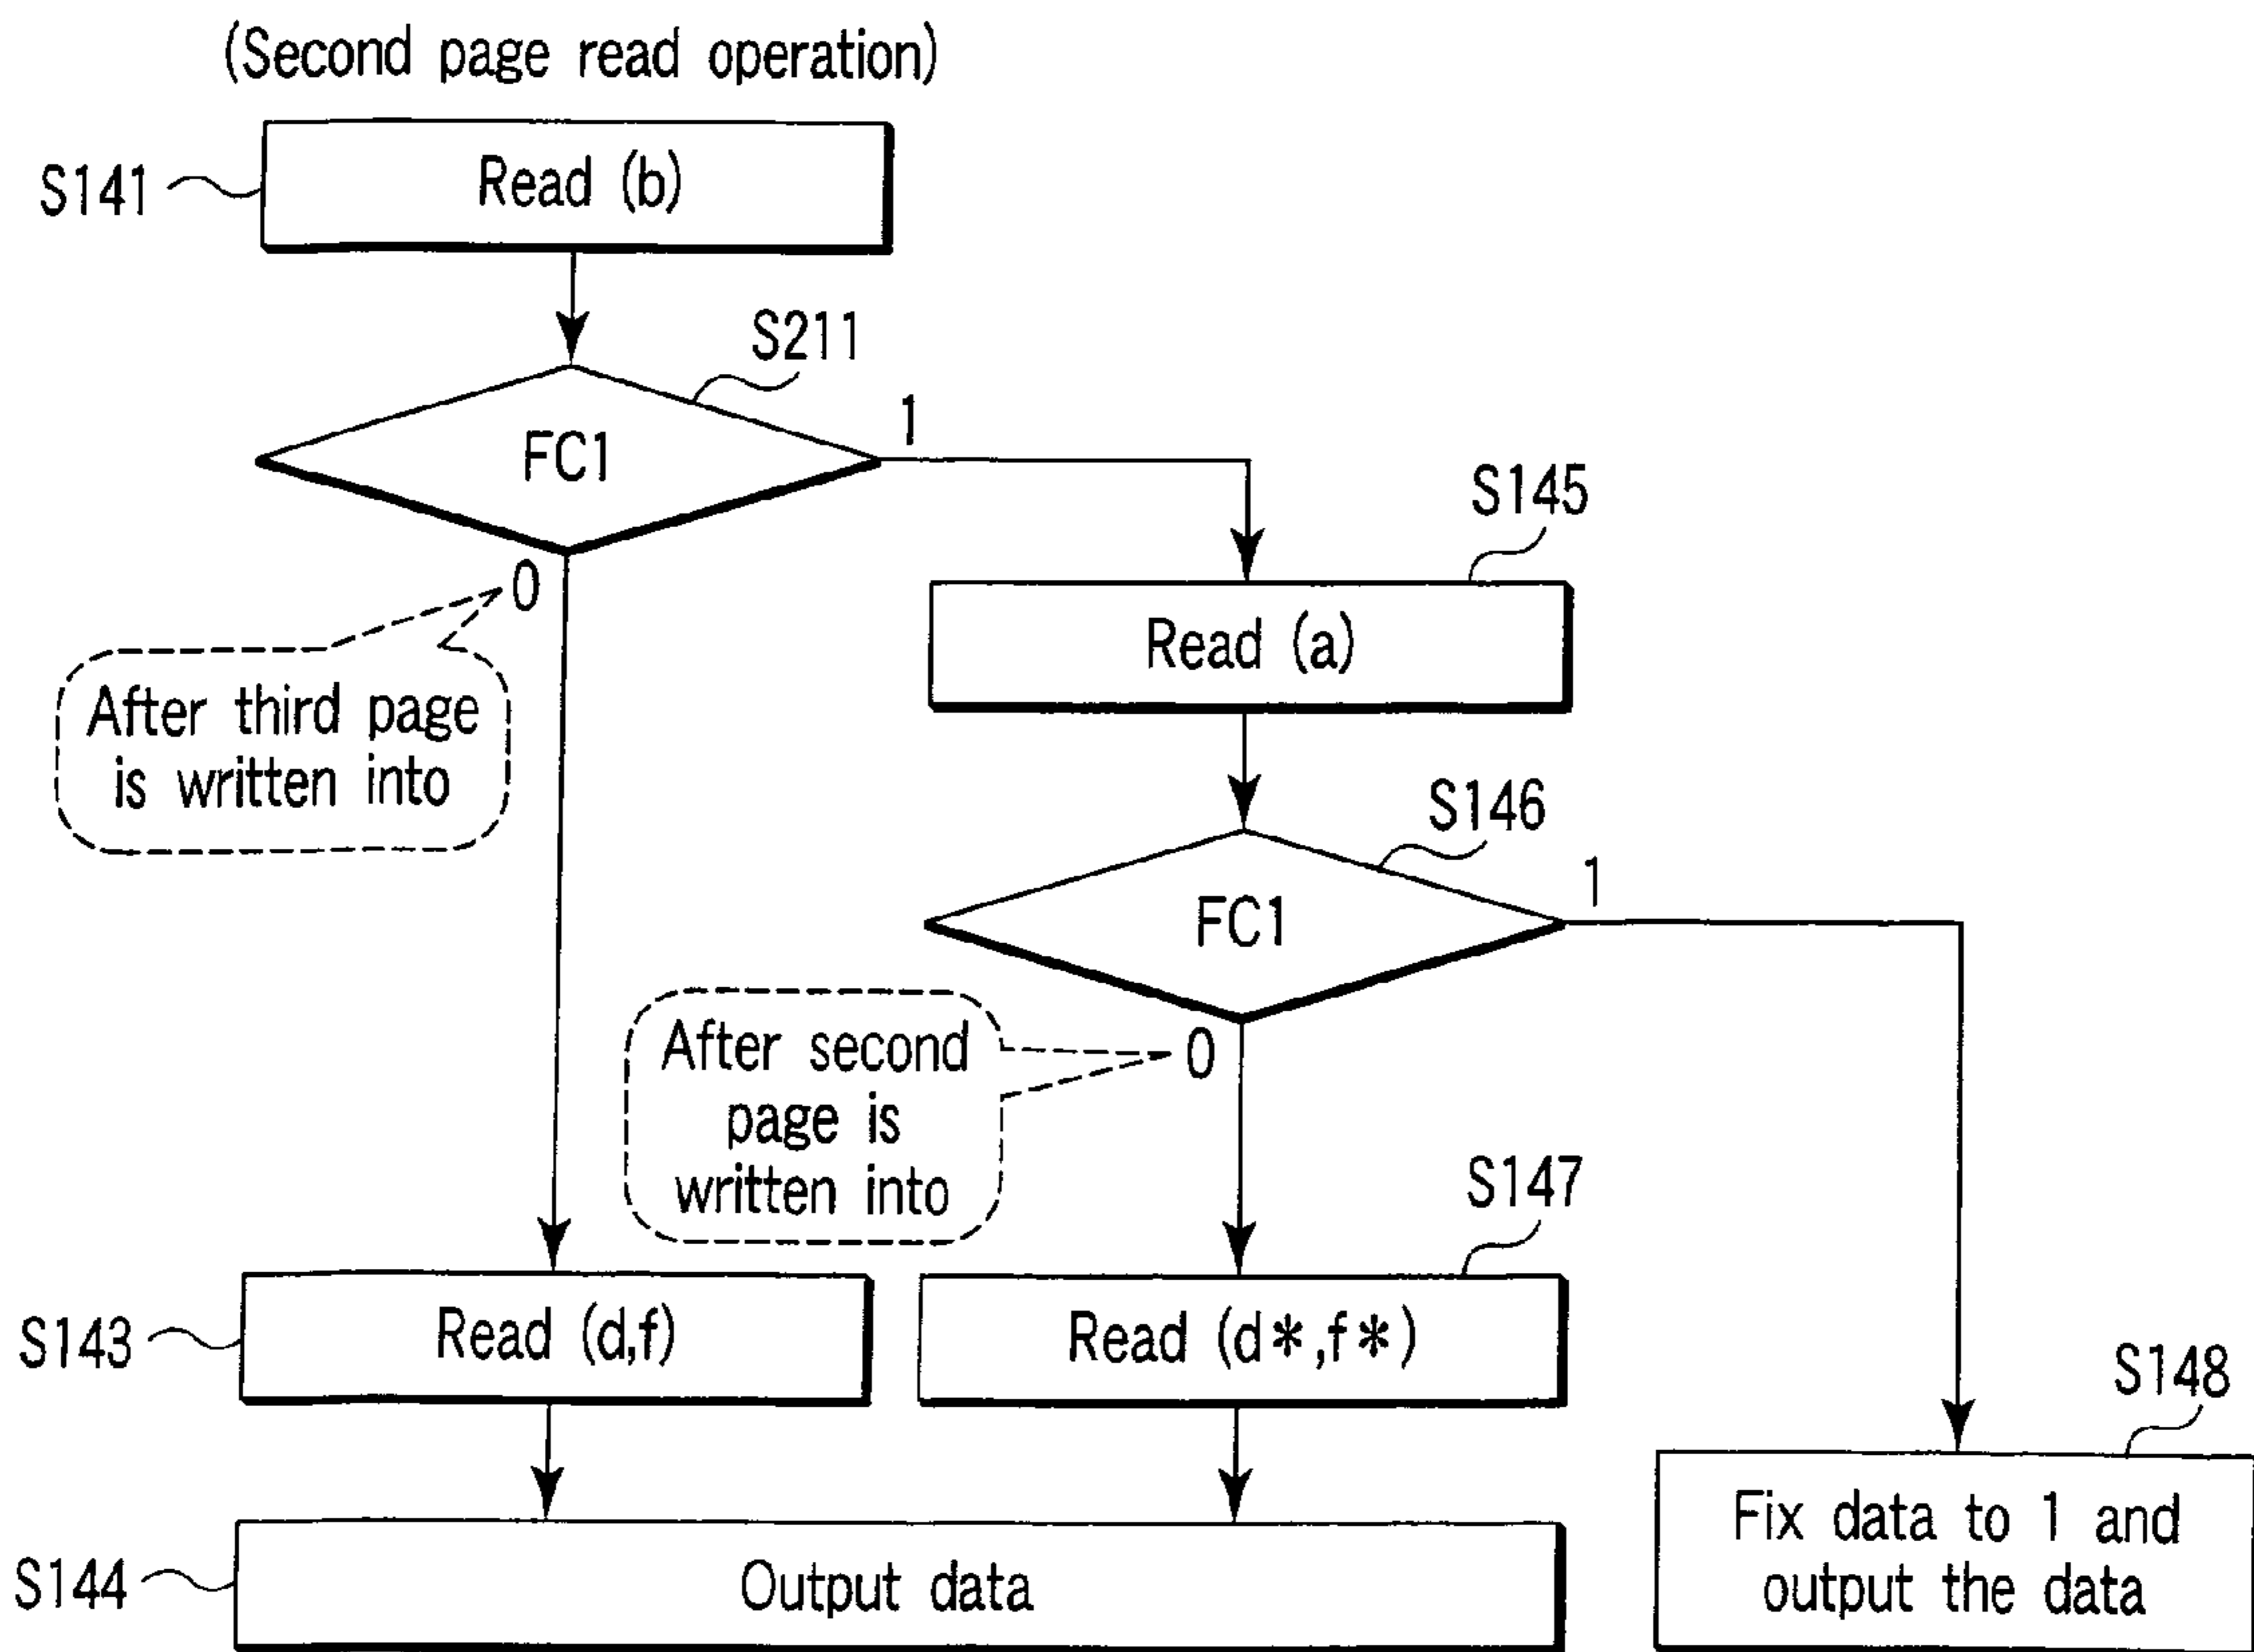 (Second page read operation)
S141
Read (b)
S211
FC1
1
0
After third page
is written into
S145
Read (a)
S146
FC1
1
0
After second
page is
written into
S147
S143
Read (d,f)
Read (d*,f*)
S148
S144
Output data
Fix data to 1 and
output the data